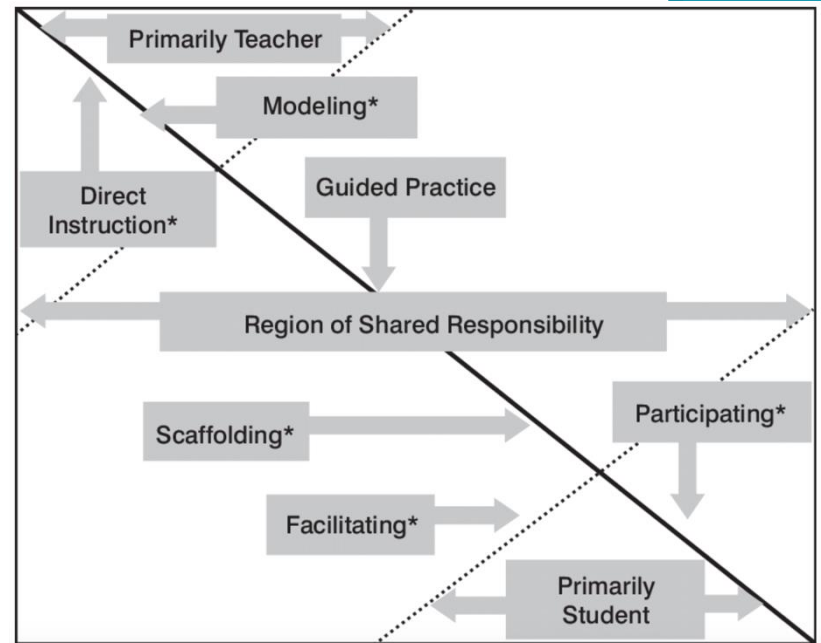 Primarily Teacher
Modeling*
Direct
Instruction*
Guided Practice
Region of Shared Responsibility
Scaffolding*
Participating*
Facilitating*
Primarily
Student